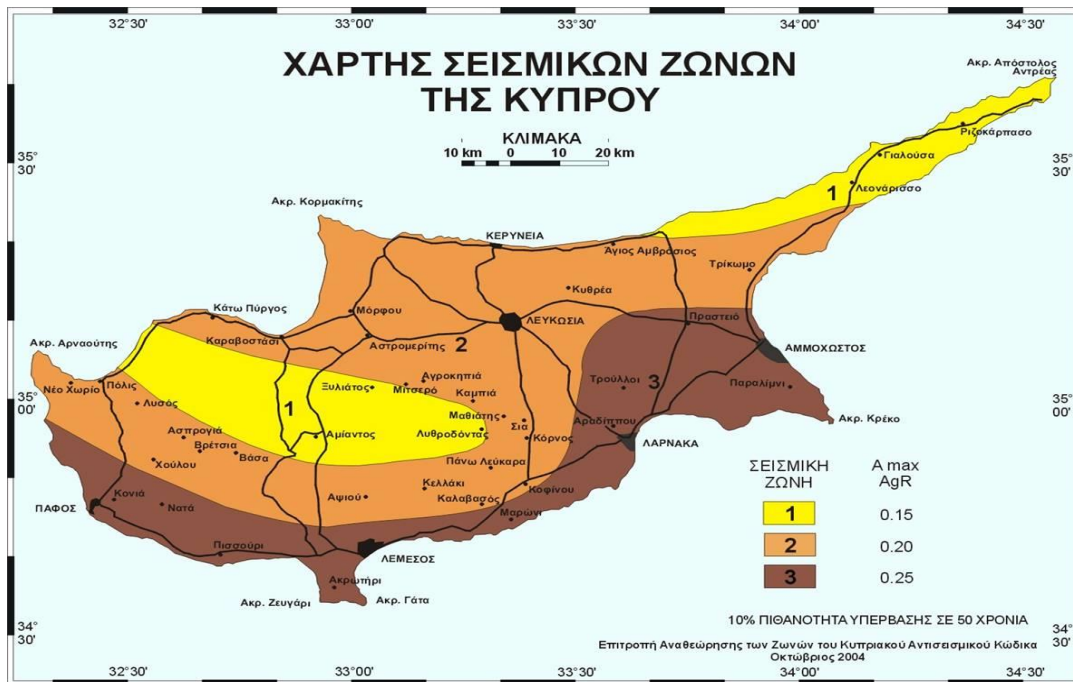 32°30'
33°00'
33°30'
34°00'
34°30'
ΧΑΡΤΗΣ ΣΕΙΣΜΙΚΩΝ ΖΩΝΩΝ
ΤΗΣ ΚΥΠΡΟΥ
ΚΛΙΜΑΚΑ
10 km 0 10 20 km
Ακρ. Απόστολος
Αντρέας
Ριζοκάρπασο
Γιαλούσα
35°
30'
35°
30'
Λεονάρισσο
1
Ακρ. Κορμακίτης
ΚΕΡΥΝΕΙΑ
Άγιος Αμβρόσιος
Τρίκωμο
Κυθρέα
Κάτω Πύργος
Μόρφου
ΛΕΥΚΩΣΙΑ
Πραστειό
Καραβοστάσι
Αστρομερίτης
2
ΑΜΜΟΧΩΣΤΟΣ
Ακρ. Αρναούτης
Νέο Χωρίο
Πόλις
Ξυλιάτος
Αγροκηπιά
Μιτσερό
Καμπιά
Τρούλλοι
3
Παραλίμνι
35°
00'
35°
00'
Λυσός
1
Μαθιάτης
Σια
Αραδίππου
Ακρ. Κρέκο
Ασπρογιά
Αμίαντος
Λυθροδόντας
Κόρνος
ΛΑΡΝΑΚΑ
Βρέτσια
Βάσα
Χούλου
Πάνω Λεύκαρα
Κελλάκι
Κοφίνου
Κονιά
Νατά
Αψιού
Καλαβασός
Μαρώνι
ΠΑΦΟΣ
Πισσούρι
ΛΕΜΕΣΟΣ
Ακρωτήρι
Ακρ. Ζευγάρι
Ακρ. Γάτα
ΣΕΙΣΜΙΚΗ
ΖΩΝΗ
A max
AgR
1 0.15
2 0.20
3 0.25
10% ΠΙΘΑΝΟΤΗΤΑ ΥΠΕΡΒΑΣΗΣ ΣΕ 50 ΧΡΟΝΙΑ
34°
30'
34°
30'
Επιτροπή Αναθεώρησης των Ζωνών του Κυπριακού Αντισεισμικού Κώδικα
Οκτώβριος 2004
32°30'
33°00'
33°30'
34°00'
34°30'